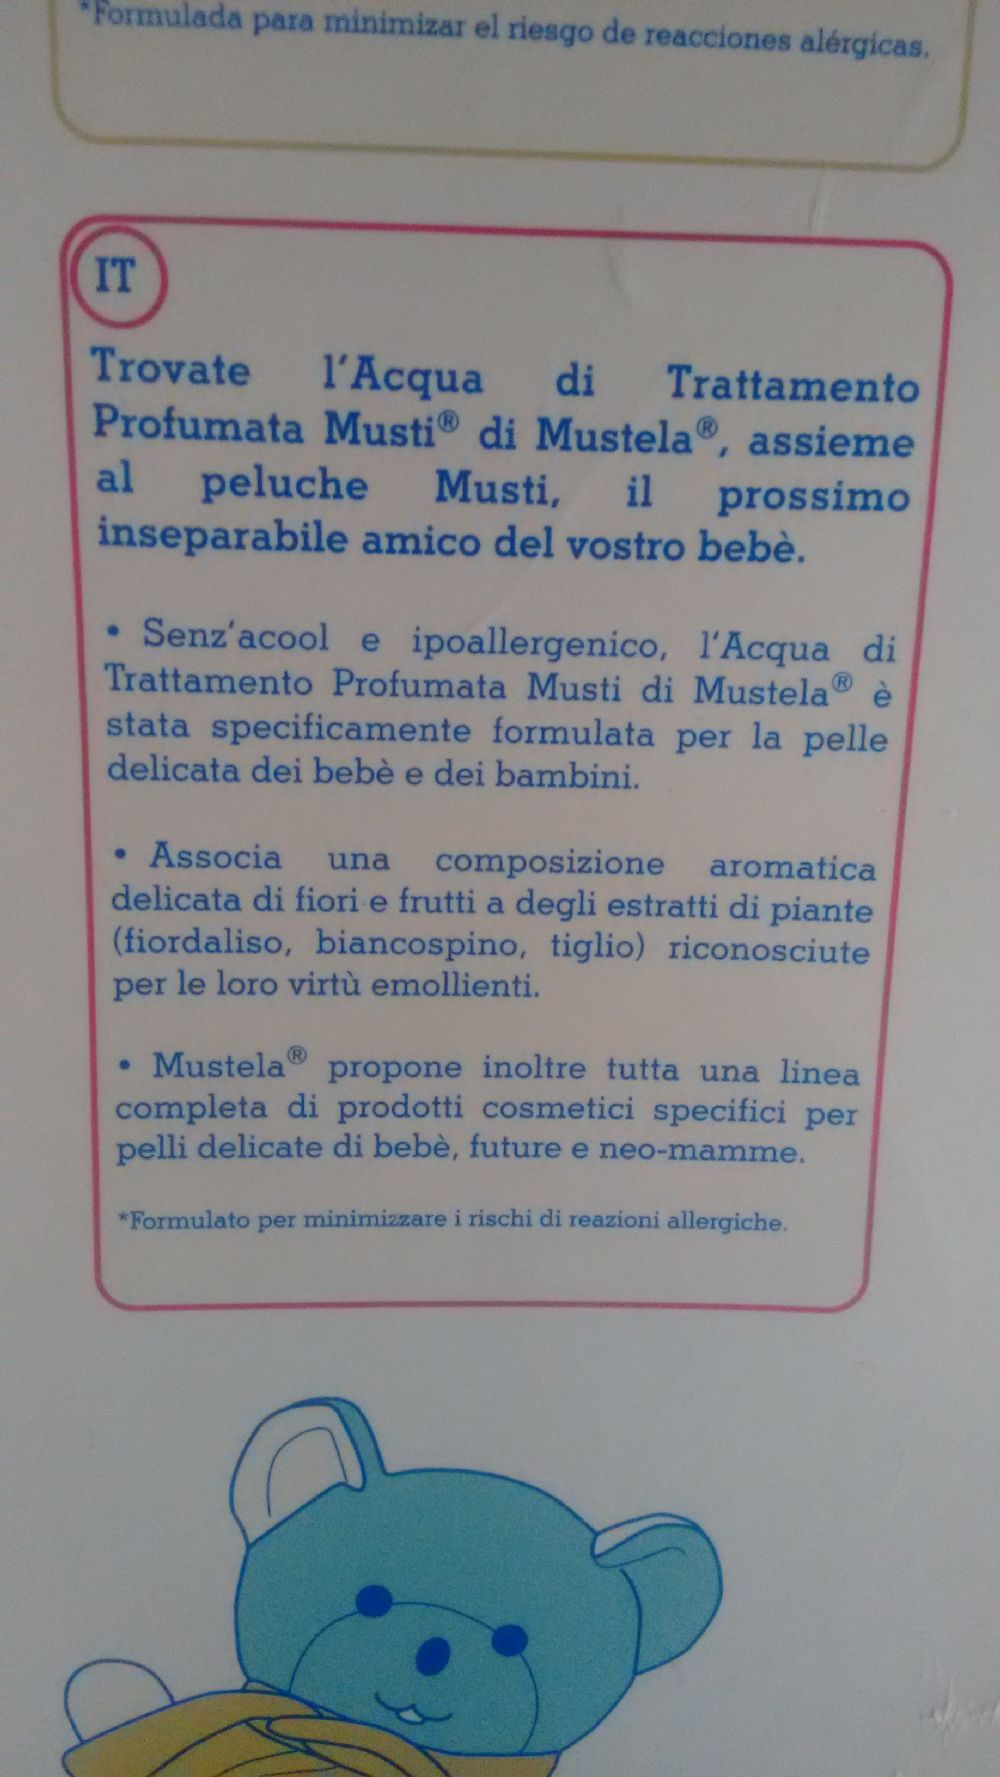 *Formulada para minimizar el riesgo de reacciones alérgicas.
IT
Trovate l'Acqua di Trattamento
Profumata Musti® di Mustela®, assieme
al peluche Musti, il prossimo
inseparabile amico del vostro bebè.
• Senz'acool e ipoallergenico, l'Acqua di
Trattamento Profumata Musti di Mustela® è
stata specificamente formulata per la pelle
delicata dei bebè e dei bambini.
• Associa una composizione aromatica
delicata di fiori e frutti a degli estratti di piante
(fiordaliso, biancospino, tiglio) riconosciute
per le loro virtù emollienti.
• Mustela® propone inoltre tutta una linea
completa di prodotti cosmetici specifici per
pelli delicate di bebè, future e neo-mamme.
*Formulato per minimizzare i rischi di reazioni allergiche.